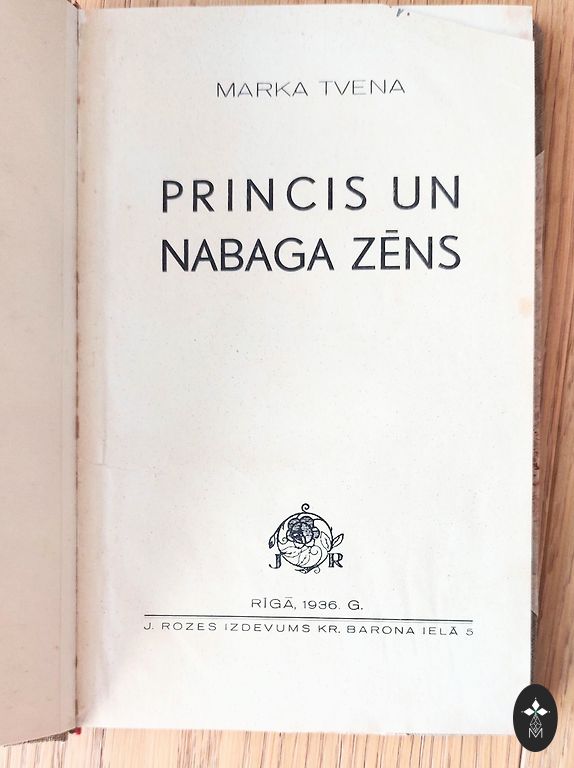 MARKA TVENA
PRINCIS UN
NABAGA ZĒNS
J R
RĪGĀ, 1936. G.
J. ROZES IZDEVUMS KR. BARONA IELĀ 5
M